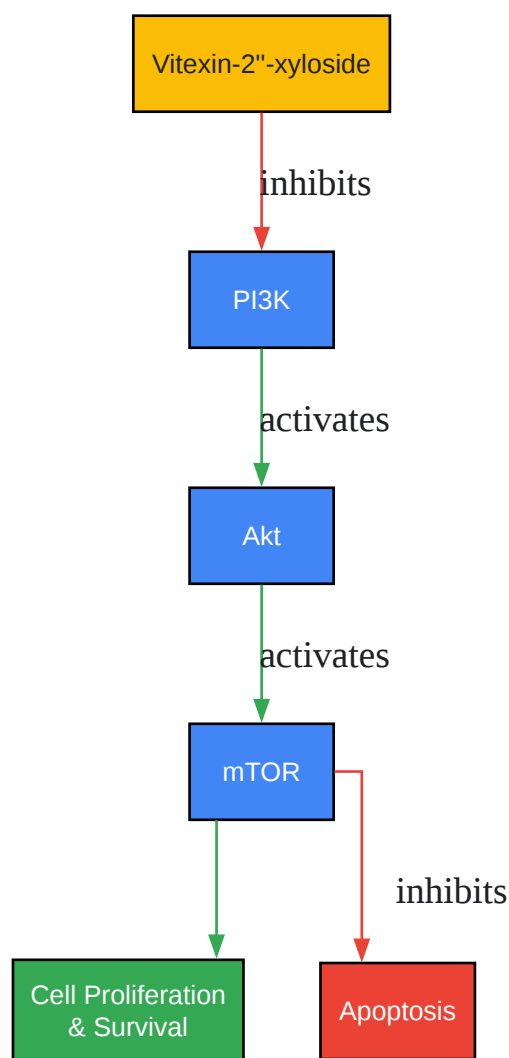 Vitexin-2"-xyloside
inhibits
PI3K
activates
Akt
activates
mTOR
inhibits
Cell Proliferation
& Survival
Apoptosis